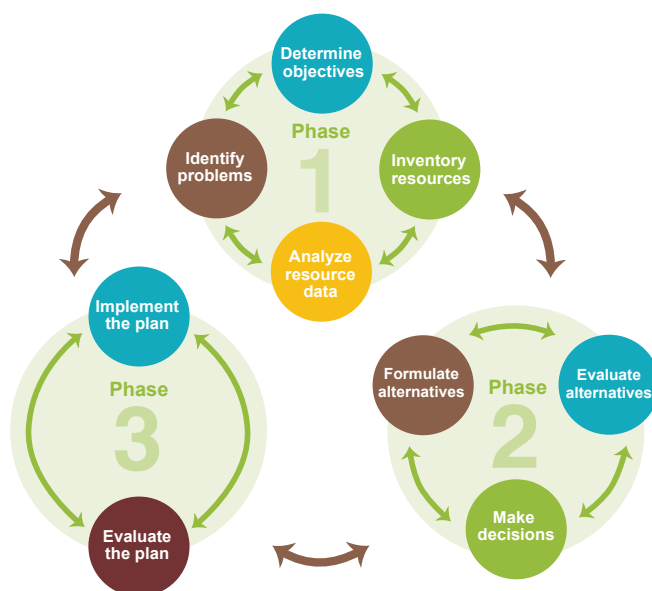 Determine
objectives
Phase
1
Identify
problems
Inventory
resources
Analyze
resource
data
Implement
the plan
Phase
3
Evaluate
the plan
Formulate
alternatives
Phase
2
Evaluate
alternatives
Make
decisions